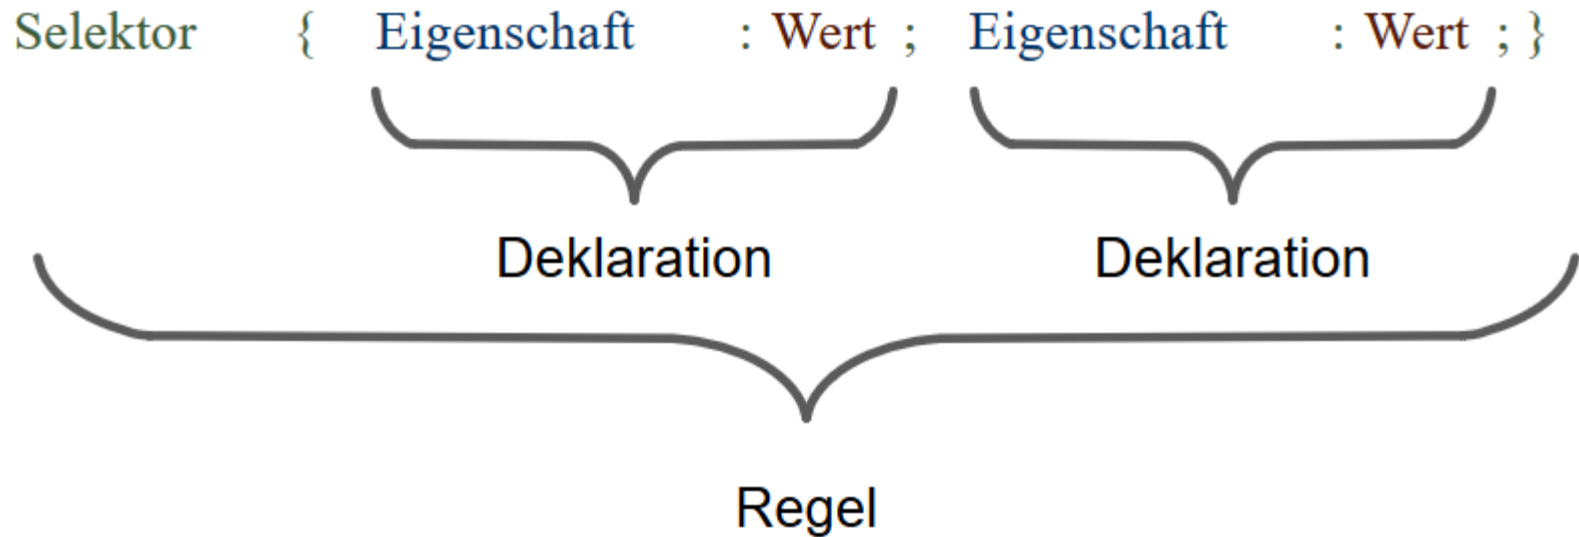 Selektor { Eigenschaft : Wert ; Eigenschaft : Wert ; }
Deklaration Deklaration
Regel